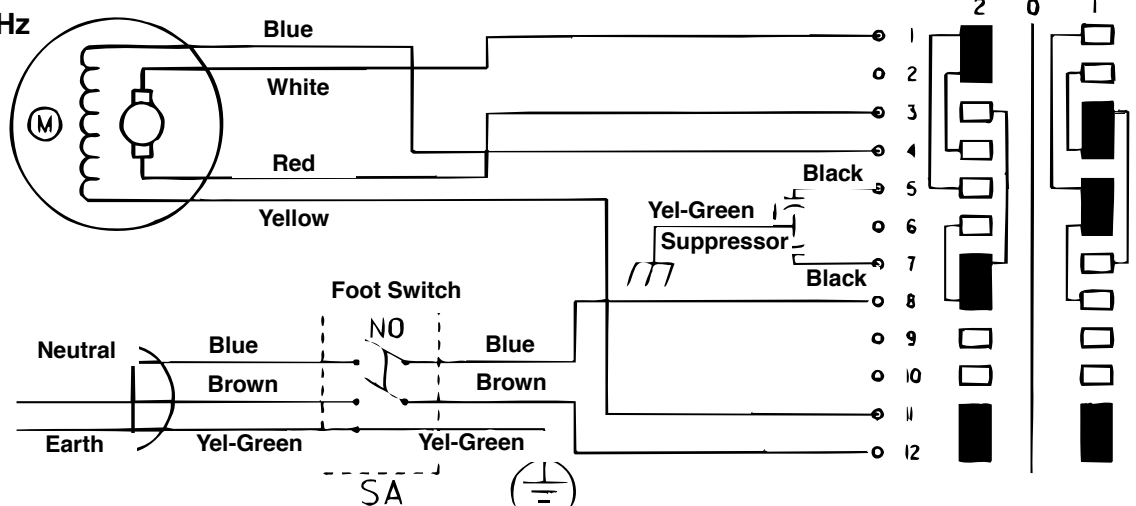 Hz
2 0 1
Blue
White
Red
Yellow
M
1
2
3
4
5
6
7
8
9
10
11
12
Black
Yel-Green
Suppressor
Black
Foot Switch
NO
Neutral
Blue
Blue
Brown
Brown
Earth
Yel-Green
Yel-Green
SA